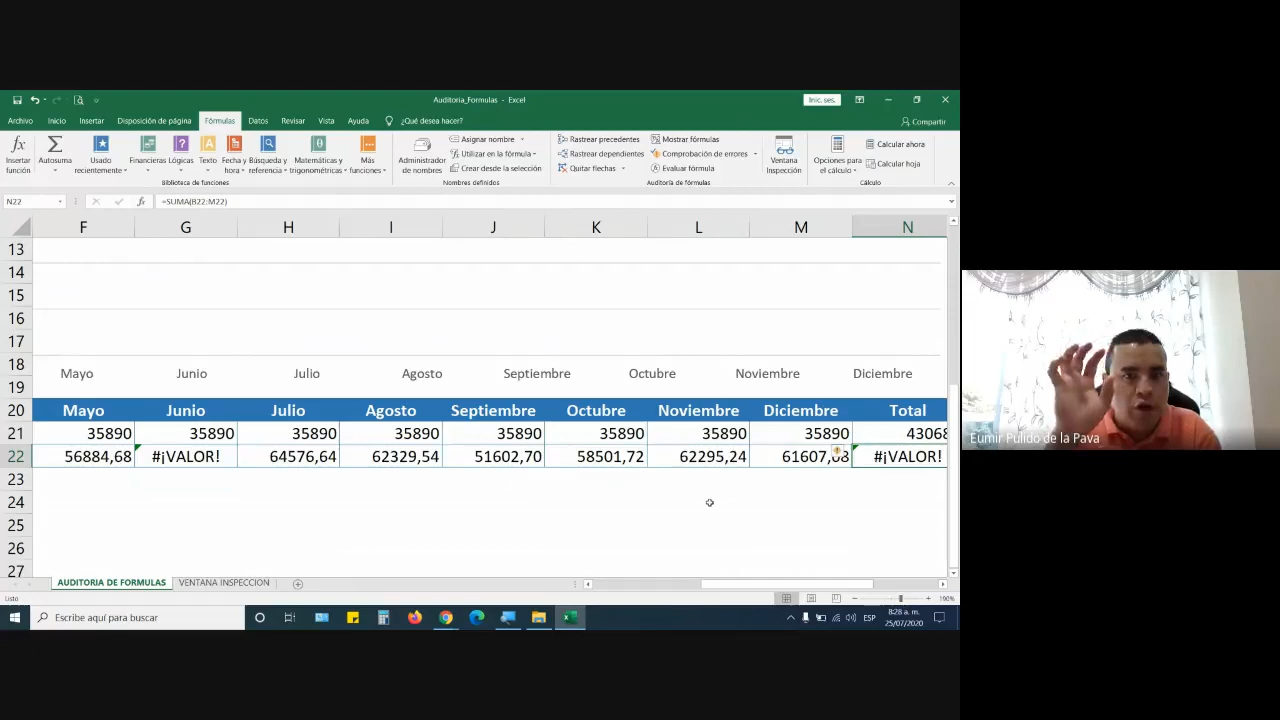 Auditoria_Formulas - Excel
Inic. ses.
Archivo Inicio Insertar Disposición de página Fórmulas Datos Revisar Vista Ayuda ¿Qué desea hacer? Compartir
Insertar función
Autosuma
Usado recientemente
Financieras
Lógicas
Texto
Fecha y hora
Búsqueda y referencia
Matemáticas y trigonométricas
Más funciones
Biblioteca de funciones
Administrador de nombres
Asignar nombre
Utilizar en la fórmula
Crear desde la selección
Nombres definidos
Rastrear precedentes
Rastrear dependientes
Quitar flechas
Mostrar fórmulas
Comprobación de errores
Evaluar fórmula
Auditoría de fórmulas
Ventana Inspección
Opciones para el cálculo
Calcular ahora
Calcular hoja
Cálculo
N22 fx =SUMA(B22:M22)
F G H I J K L M N
13
14
15
16
17
18
Mayo Junio Julio Agosto Septiembre Octubre Noviembre Diciembre
19
20 Mayo Junio Julio Agosto Septiembre Octubre Noviembre Diciembre Total
21 35890 35890 35890 35890 35890 35890 35890 35890 43068
22 56884,68 #¡VALOR! 64576,64 62329,54 51602,70 58501,72 62295,24 #¡VALOR!
23
24
25
26
27
AUDITORIA DE FORMULAS VENTANA INSPECCION
Listo 190%
Escribe aquí para buscar
ESP
8:28 a. m.
25/07/2020
Eumir Pulido de la Pava